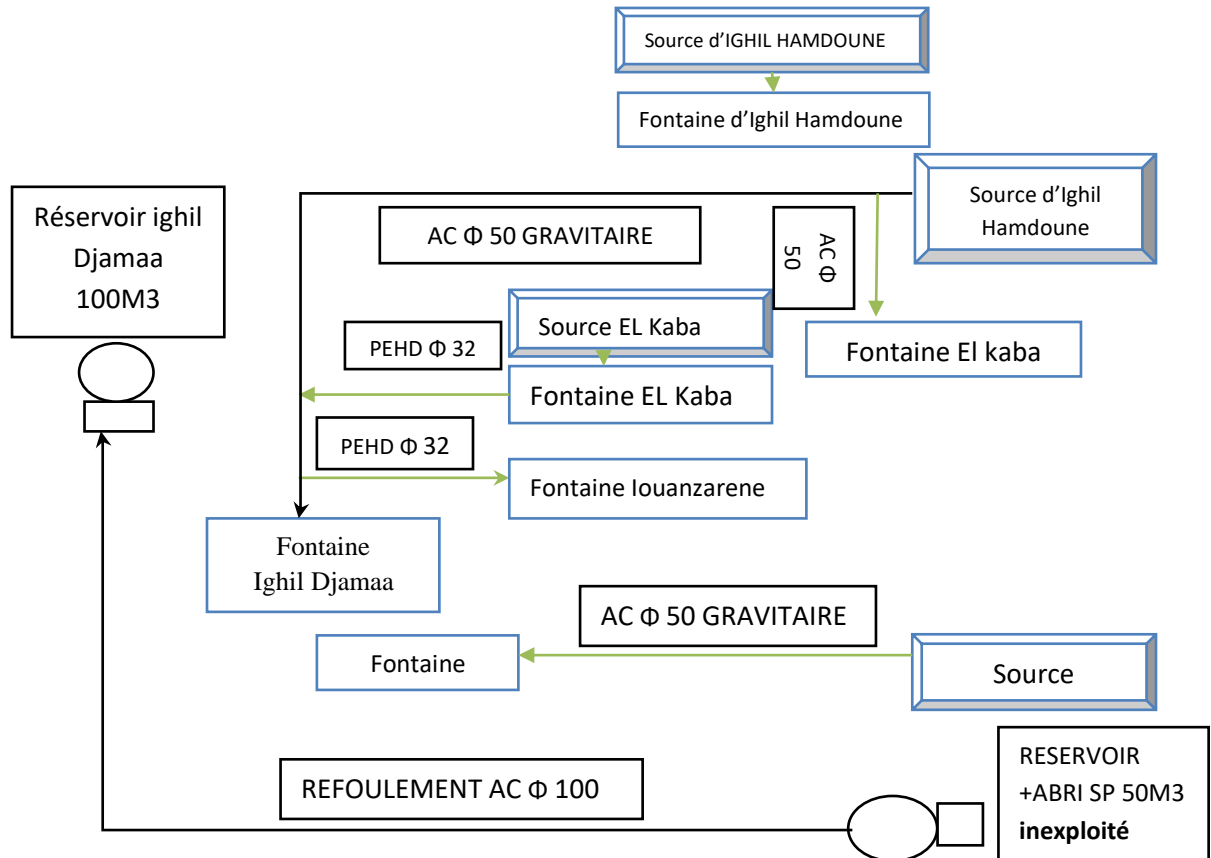 Source d'IGHIL HAMDOUNE
Fontaine d'Ighil Hamdoune
Source d'Ighil
Hamdoune
Réservoir ighil
Djamaa
100M3
AC Φ 50 GRAVITAIRE
AC Φ
50
Source EL Kaba
PEHD Φ 32
Fontaine El kaba
Fontaine EL Kaba
PEHD Φ 32
Fontaine Iouanzarene
Fontaine
Ighil Djamaa
AC Φ 50 GRAVITAIRE
Fontaine
Source
REFOULEMENT AC Φ 100
RESERVOIR
+ABRI SP 50M3
inexploité